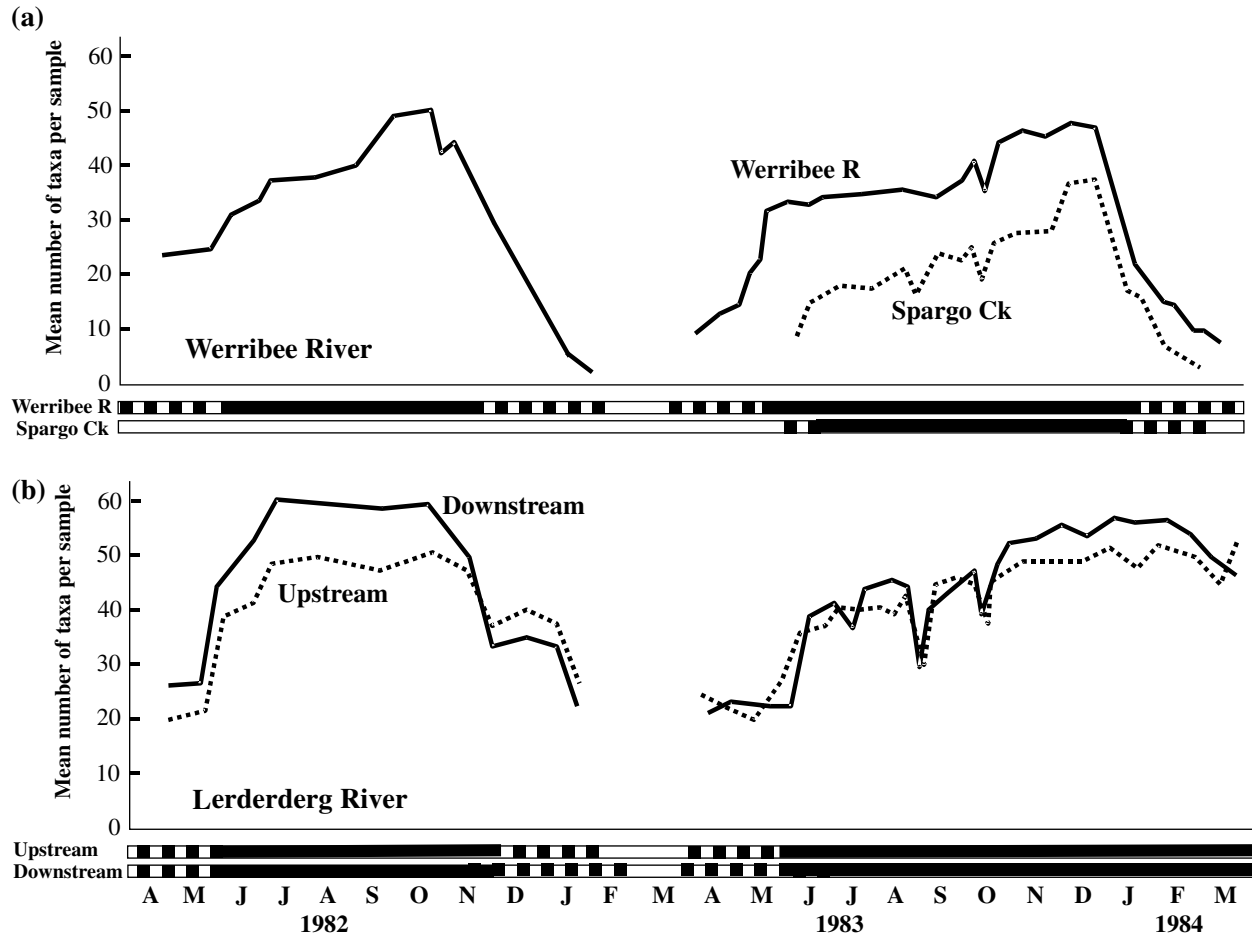 (a)
Mean number of taxa per sample
60
50
40
30
20
10
0
Werribee R
Spargo Ck
Werribee River
Werribee R
Spargo Ck
(b)
Mean number of taxa per sample
60
50
40
30
20
10
0
Downstream
Upstream
Lerderderg River
Upstream
Downstream
A M J J A S O N D J F M A M J J A S O N D J F M
1982 1983 1984